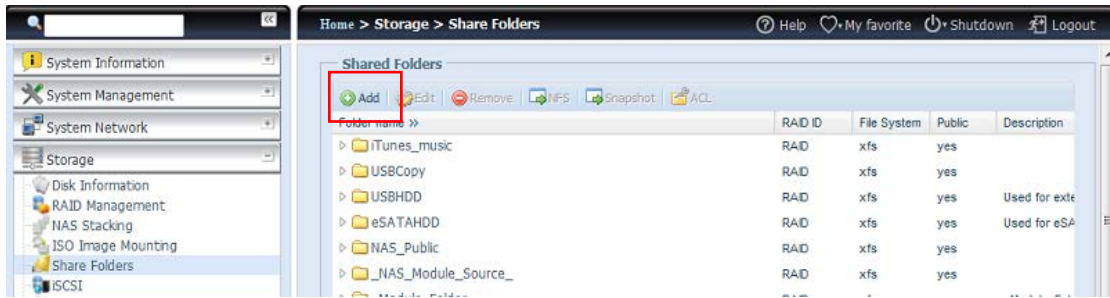 «
Home > Storage > Share Folders
? Help My favorite Shutdown Logout
System Information
System Management
System Network
Storage
Disk Information
RAID Management
NAS Stacking
ISO Image Mounting
Share Folders
iSCSI
Shared Folders
Add Edit Remove NFS Snapshot ACL
Folder name » RAID ID File System Public Description
iTunes_music RAID xfs yes
USBCopy RAID xfs yes
USBHDD RAID xfs yes Used for exte
eSATAHDD RAID xfs yes Used for eSA
NAS_Public RAID xfs yes
_NAS_Module_Source_ RAID xfs yes